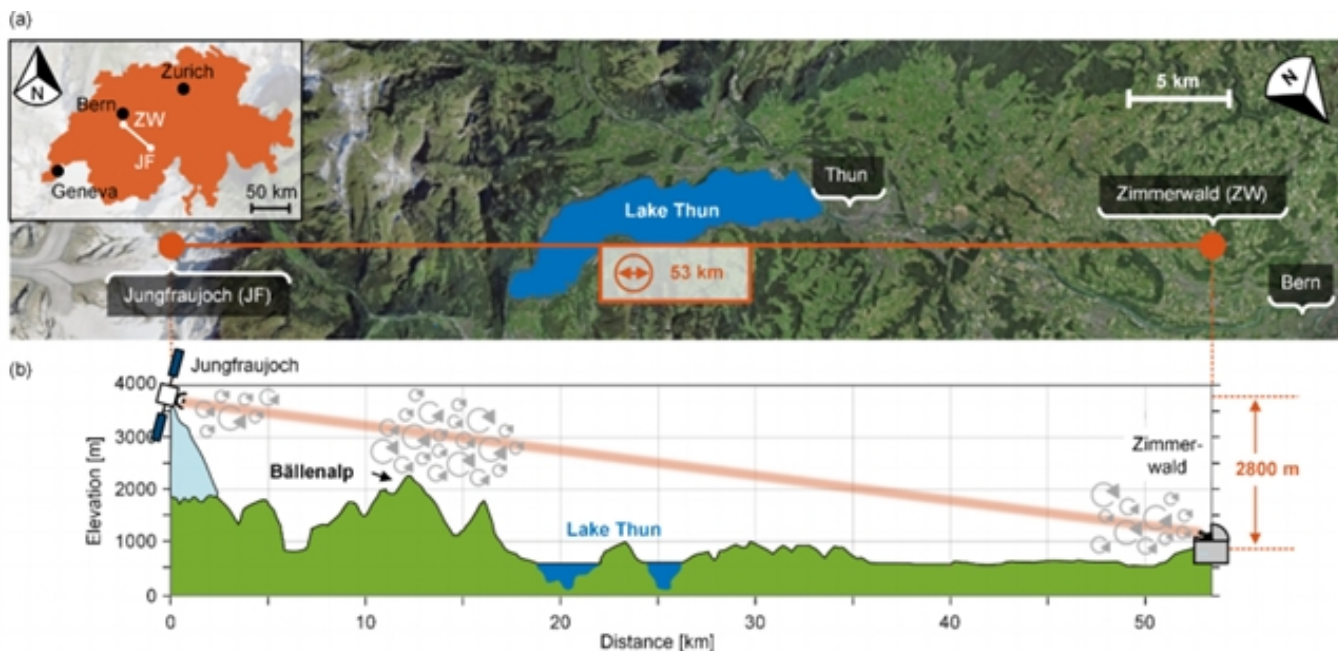 (a)
N
Zurich
Bern
ZW
JF
Geneva
50 km
5 km
N
Thun
Zimmerwald (ZW)
Lake Thun
53 km
Jungfraujoch (JF)
Bern
(b)
Jungfraujoch
4000
3000
2000
1000
0
Elevation [m]
Bällenalp
Lake Thun
Zimmer-
wald
2800 m
0
10
20
30
40
50
Distance [km]